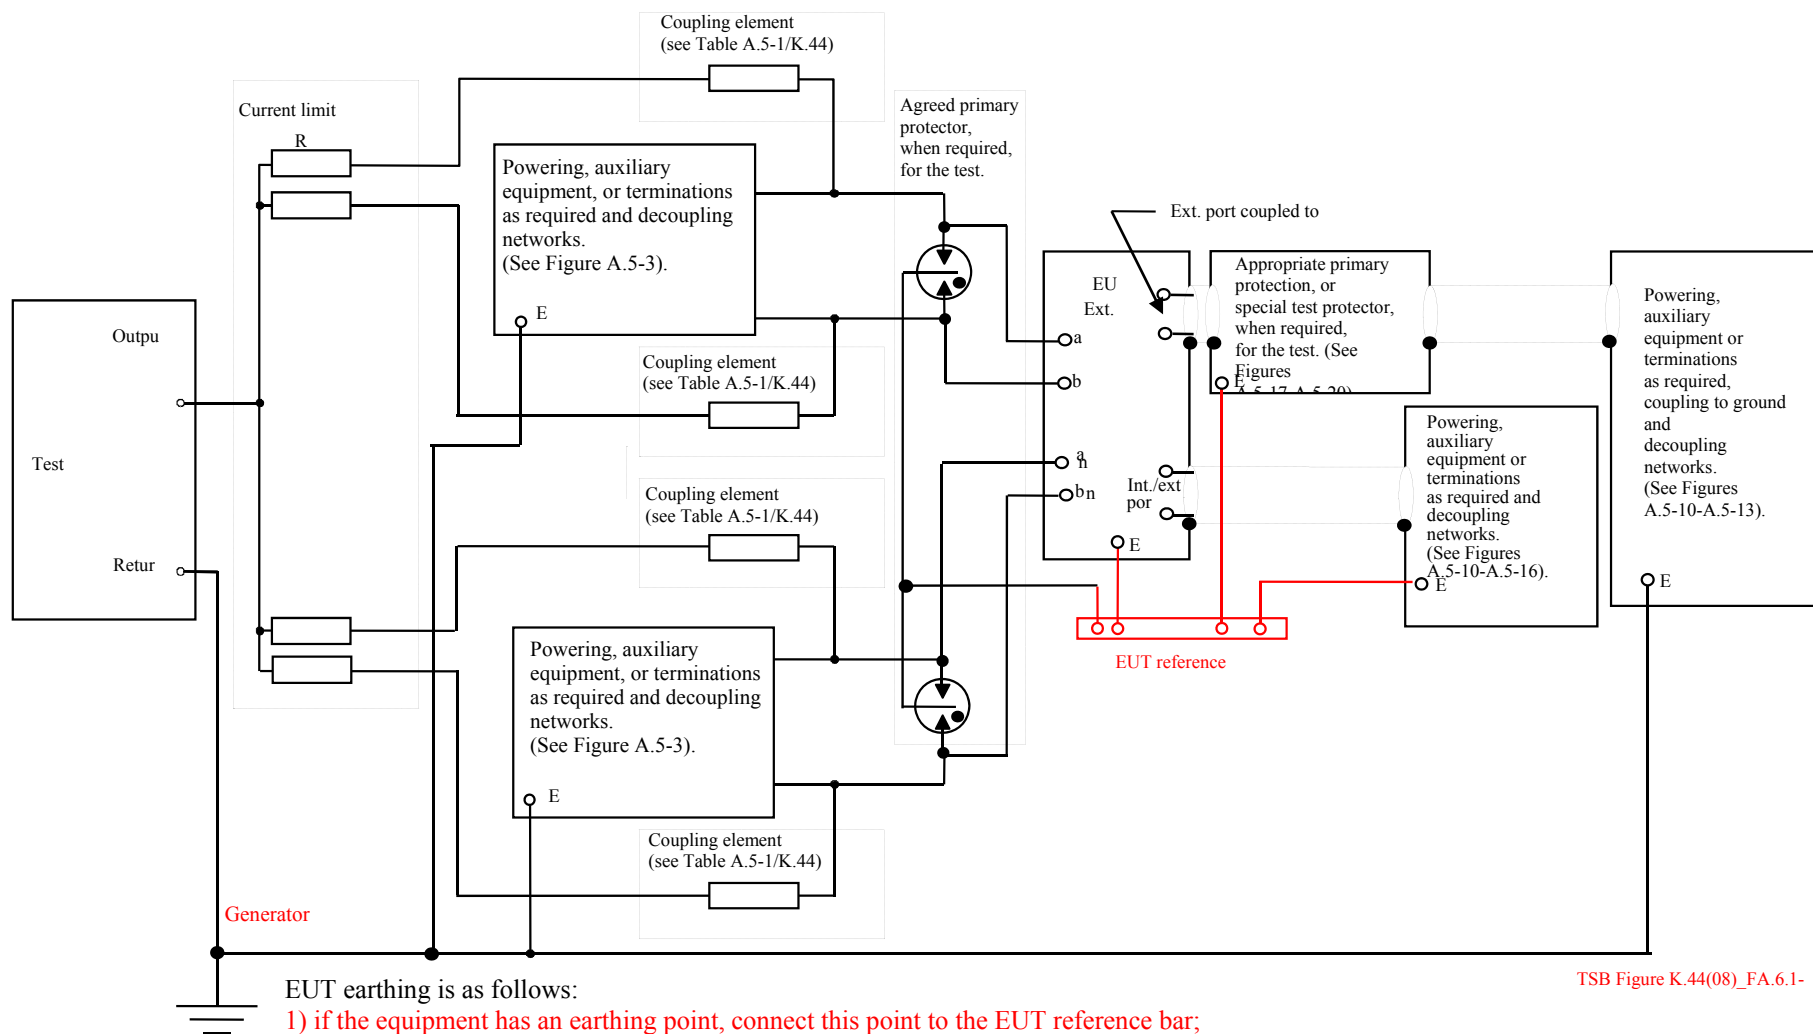 Coupling element
(see Table A.5-1/K.44)
Current limit
R
Agreed primary
protector,
when required,
for the test.
Powering, auxiliary
equipment, or terminations
as required and decoupling
networks.
(See Figure A.5-3).
E
Ext. port coupled to
EU
Ext.
a
b
a
n
b n
Int./ext
por
E
Appropriate primary
protection, or
special test protector,
when required,
for the test. (See
Figures
A.5-17-A.5-20)
E
Powering,
auxiliary
equipment or
terminations
as required,
coupling to ground
and
decoupling
networks.
(See Figures
A.5-10-A.5-13).
E
Outpu
Test
Retur
Coupling element
(see Table A.5-1/K.44)
Coupling element
(see Table A.5-1/K.44)
Powering,
auxiliary
equipment or
terminations
as required and
decoupling
networks.
(See Figures
A.5-10-A.5-16).
E
EUT reference
Powering, auxiliary
equipment, or terminations
as required and decoupling
networks.
(See Figure A.5-3).
E
Coupling element
(see Table A.5-1/K.44)
Generator
TSB Figure K.44(08)_FA.6.1-
EUT earthing is as follows:
1) if the equipment has an earthing point, connect this point to the EUT reference bar;